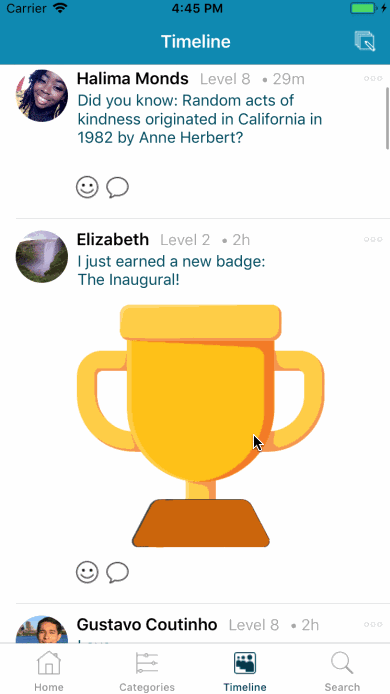 Carrier 4:45 PM
Timeline
Halima Monds Level 8 • 29m
Did you know: Random acts of
kindness originated in California in
1982 by Anne Herbert?
Elizabeth Level 2 • 2h
I just earned a new badge:
The Inaugural!
Gustavo Coutinho Level 8 • 2h
Home Categories Timeline Search